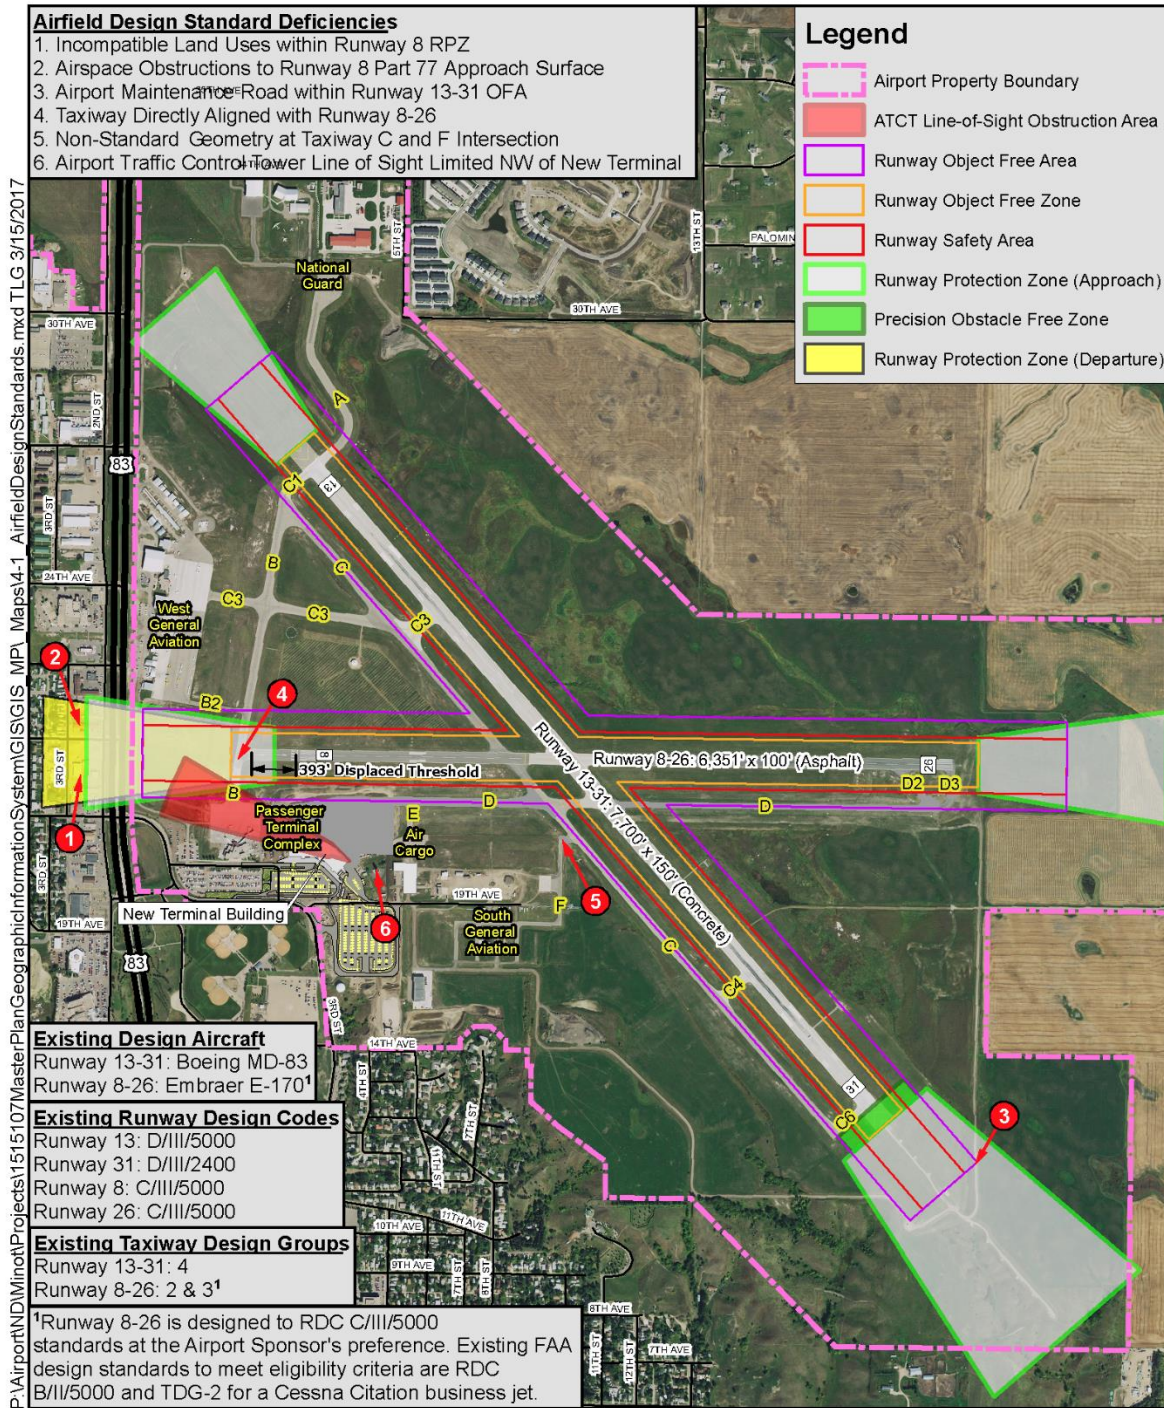 Airfield Design Standard Deficiencies
1. Incompatible Land Uses within Runway 8 RPZ
2. Airspace Obstructions to Runway 8 Part 77 Approach Surface
3. Airport Maintenance Road within Runway 13-31 OFA
4. Taxiway Directly Aligned with Runway 8-26
5. Non-Standard Geometry at Taxiway C and F Intersection
6. Airport Traffic Control Tower Line of Sight Limited NW of New Terminal
Legend
Airport Property Boundary
ATCT Line-of-Sight Obstruction Area
Runway Object Free Area
Runway Object Free Zone
Runway Safety Area
Runway Protection Zone (Approach)
Precision Obstacle Free Zone
Runway Protection Zone (Departure)
P:\Airport\ND\Minot\Projects\1515107MasterPlanGeographicInformationSystem\GIS\GIS_MP\_Maps\4-1_AirfieldDesignStandards.mxd TLG 3/15/2017
5TH ST
13TH ST
PALOMIN
National
Guard
30TH AVE
30TH AVE
2ND ST
A
83
3RD ST
C1
13
24TH AVE
B
C
C3
C3
C3
West
General
Aviation
2
B2
4
3RD ST
8
393' Displaced Threshold
Runway 13-31: 7,700' x 150' (Concrete)
Runway 8-26: 6,351' x 100' (Asphalt)
26
D2
D3
B
D
D
1
Passenger
Terminal
Complex
E
Air
Cargo
3RD ST
19TH AVE
19TH AVE
New Terminal Building
5
F
South
General
Aviation
6
C
83
C4
3RD ST
14TH AVE
4TH ST
7TH ST
11TH ST
31
C6
3
10TH AVE
11TH AVE
9TH AVE
7TH ST
8TH ST
8TH AVE
7TH AVE
11TH ST
12TH ST
Existing Design Aircraft
Runway 13-31: Boeing MD-83
Runway 8-26: Embraer E-170¹
Existing Runway Design Codes
Runway 13: D/III/5000
Runway 31: D/III/2400
Runway 8: C/III/5000
Runway 26: C/III/5000
Existing Taxiway Design Groups
Runway 13-31: 4
Runway 8-26: 2 & 3¹
¹Runway 8-26 is designed to RDC C/III/5000
standards at the Airport Sponsor's preference. Existing FAA
design standards to meet eligibility criteria are RDC
B/II/5000 and TDG-2 for a Cessna Citation business jet.